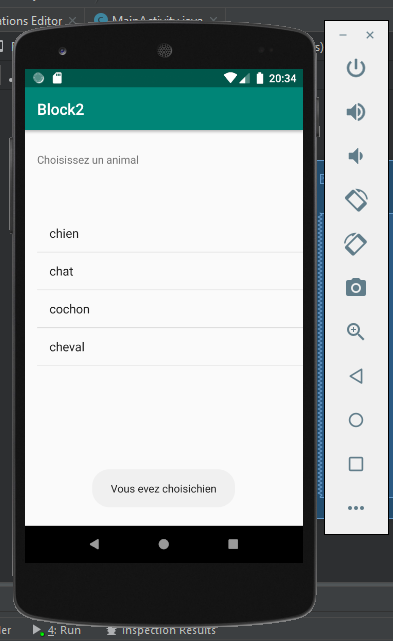 ations Editor
MainActivity.java
20:34
Block2
Choisissez un animal
chien
chat
cochon
cheval
Vous evez choisichien
4: Run
Inspection Results